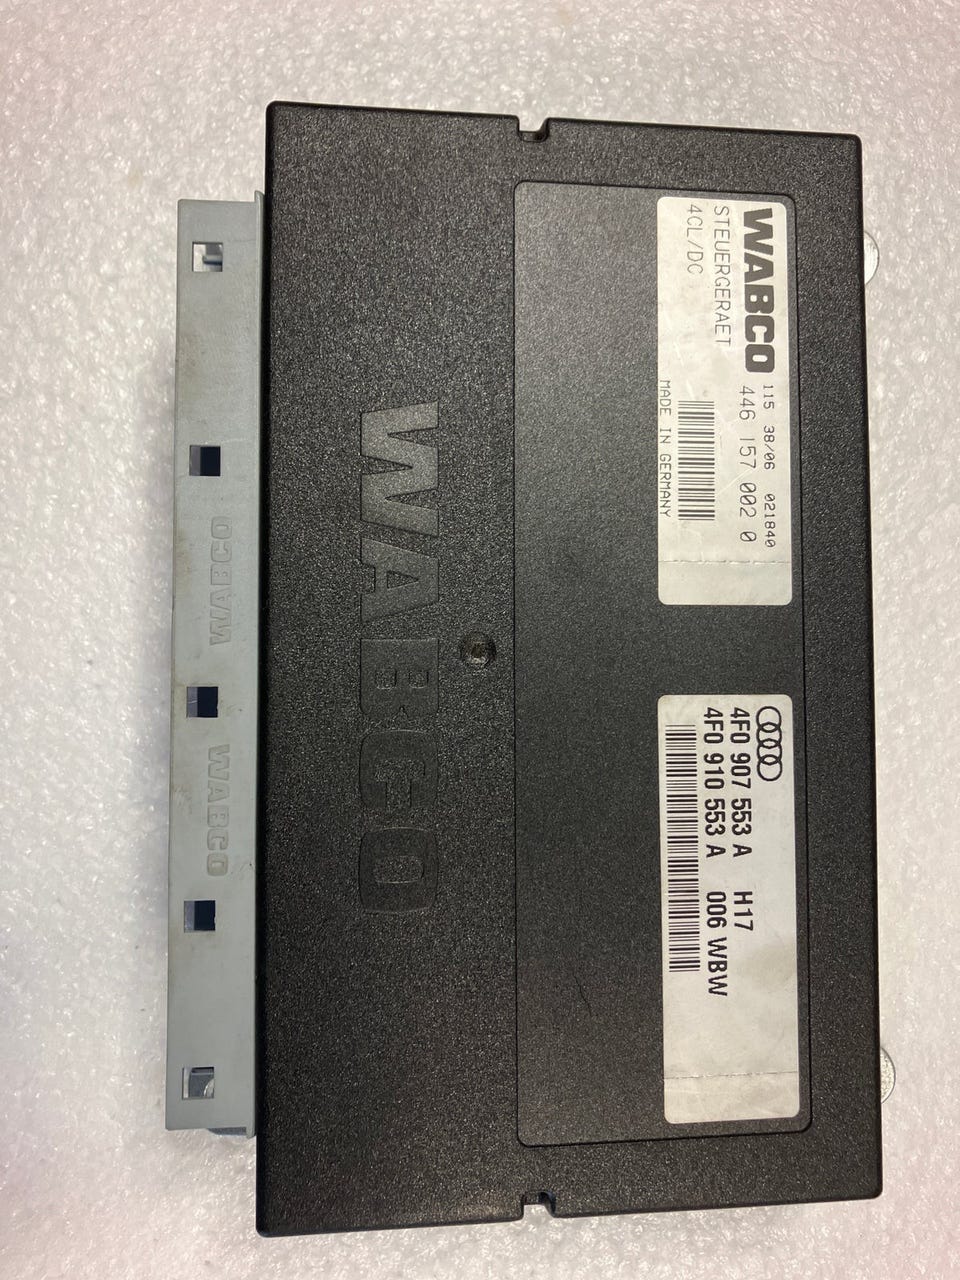 WABCO
115 38/06 021840
446 157 002 0
STEUERGERAET
4CL/DC
MADE IN GERMANY
4F0 907 553 A H17
4F0 910 553 A 006 WBW
WABCO
WABCO
WABCO